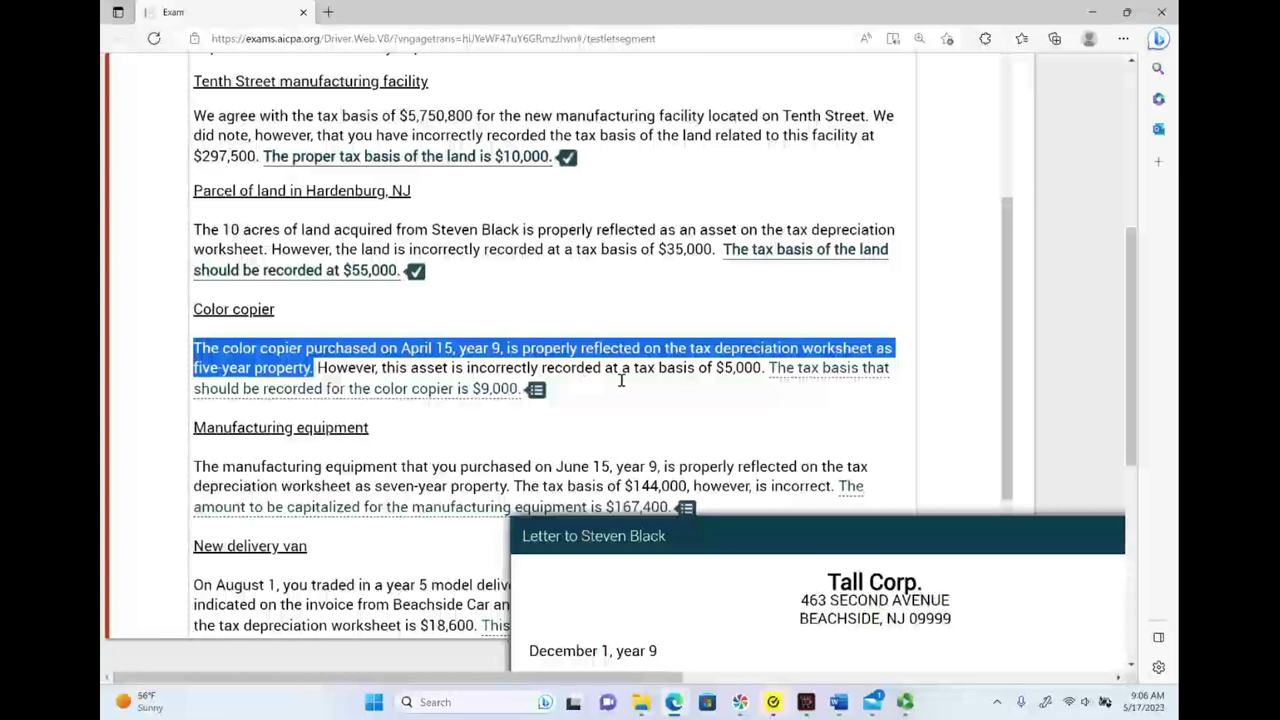 Exam
https://exams.aicpa.org/Driver.Web.V8/?vngagetrans=hi/YeWF47uY6GRmzJJwn#/testletsegment
Tenth Street manufacturing facility
We agree with the tax basis of $5,750,800 for the new manufacturing facility located on Tenth Street. We
did note, however, that you have incorrectly recorded the tax basis of the land related to this facility at
$297,500. The proper tax basis of the land is $10,000.
Parcel of land in Hardenburg, NJ
The 10 acres of land acquired from Steven Black is properly reflected as an asset on the tax depreciation
worksheet. However, the land is incorrectly recorded at a tax basis of $35,000. The tax basis of the land
should be recorded at $55,000.
Color copier
The color copier purchased on April 15, year 9, is properly reflected on the tax depreciation worksheet as
five-year property. However, this asset is incorrectly recorded at a tax basis of $5,000. The tax basis that
should be recorded for the color copier is $9,000.
Manufacturing equipment
The manufacturing equipment that you purchased on June 15, year 9, is properly reflected on the tax
depreciation worksheet as seven-year property. The tax basis of $144,000, however, is incorrect. The
amount to be capitalized for the manufacturing equipment is $167,400.
New delivery van
On August 1, you traded in a year 5 model deliv
indicated on the invoice from Beachside Car an
the tax depreciation worksheet is $18,600. This
Letter to Steven Black
Tall Corp.
463 SECOND AVENUE
BEACHSIDE, NJ 09999
December 1, year 9
56°F
Sunny
Search
9:06 AM
5/17/2023